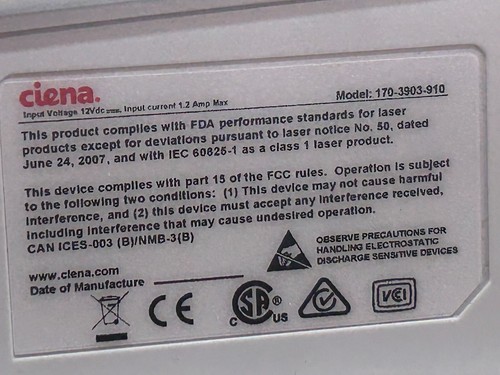 ciena.
Input Voltage 12Vdc Input current 1.2 Amp Max
Model: 170-3903-910
This product complies with FDA performance standards for laser
products except for deviations pursuant to laser notice No. 50, dated
June 24, 2007, and with IEC 60825-1 as a class 1 laser product.
This device complies with part 15 of the FCC rules. Operation is subject
to the following two conditions: (1) This device may not cause harmful
interference, and (2) this device must accept any interference received,
including interference that may cause undesired operation.
CAN ICES-003 (B)/NMB-3(B)
OBSERVE PRECAUTIONS FOR
HANDLING ELECTROSTATIC
DISCHARGE SENSITIVE DEVICES
www.ciena.com
Date of Manufacture
CE
C SA ® US
VCI